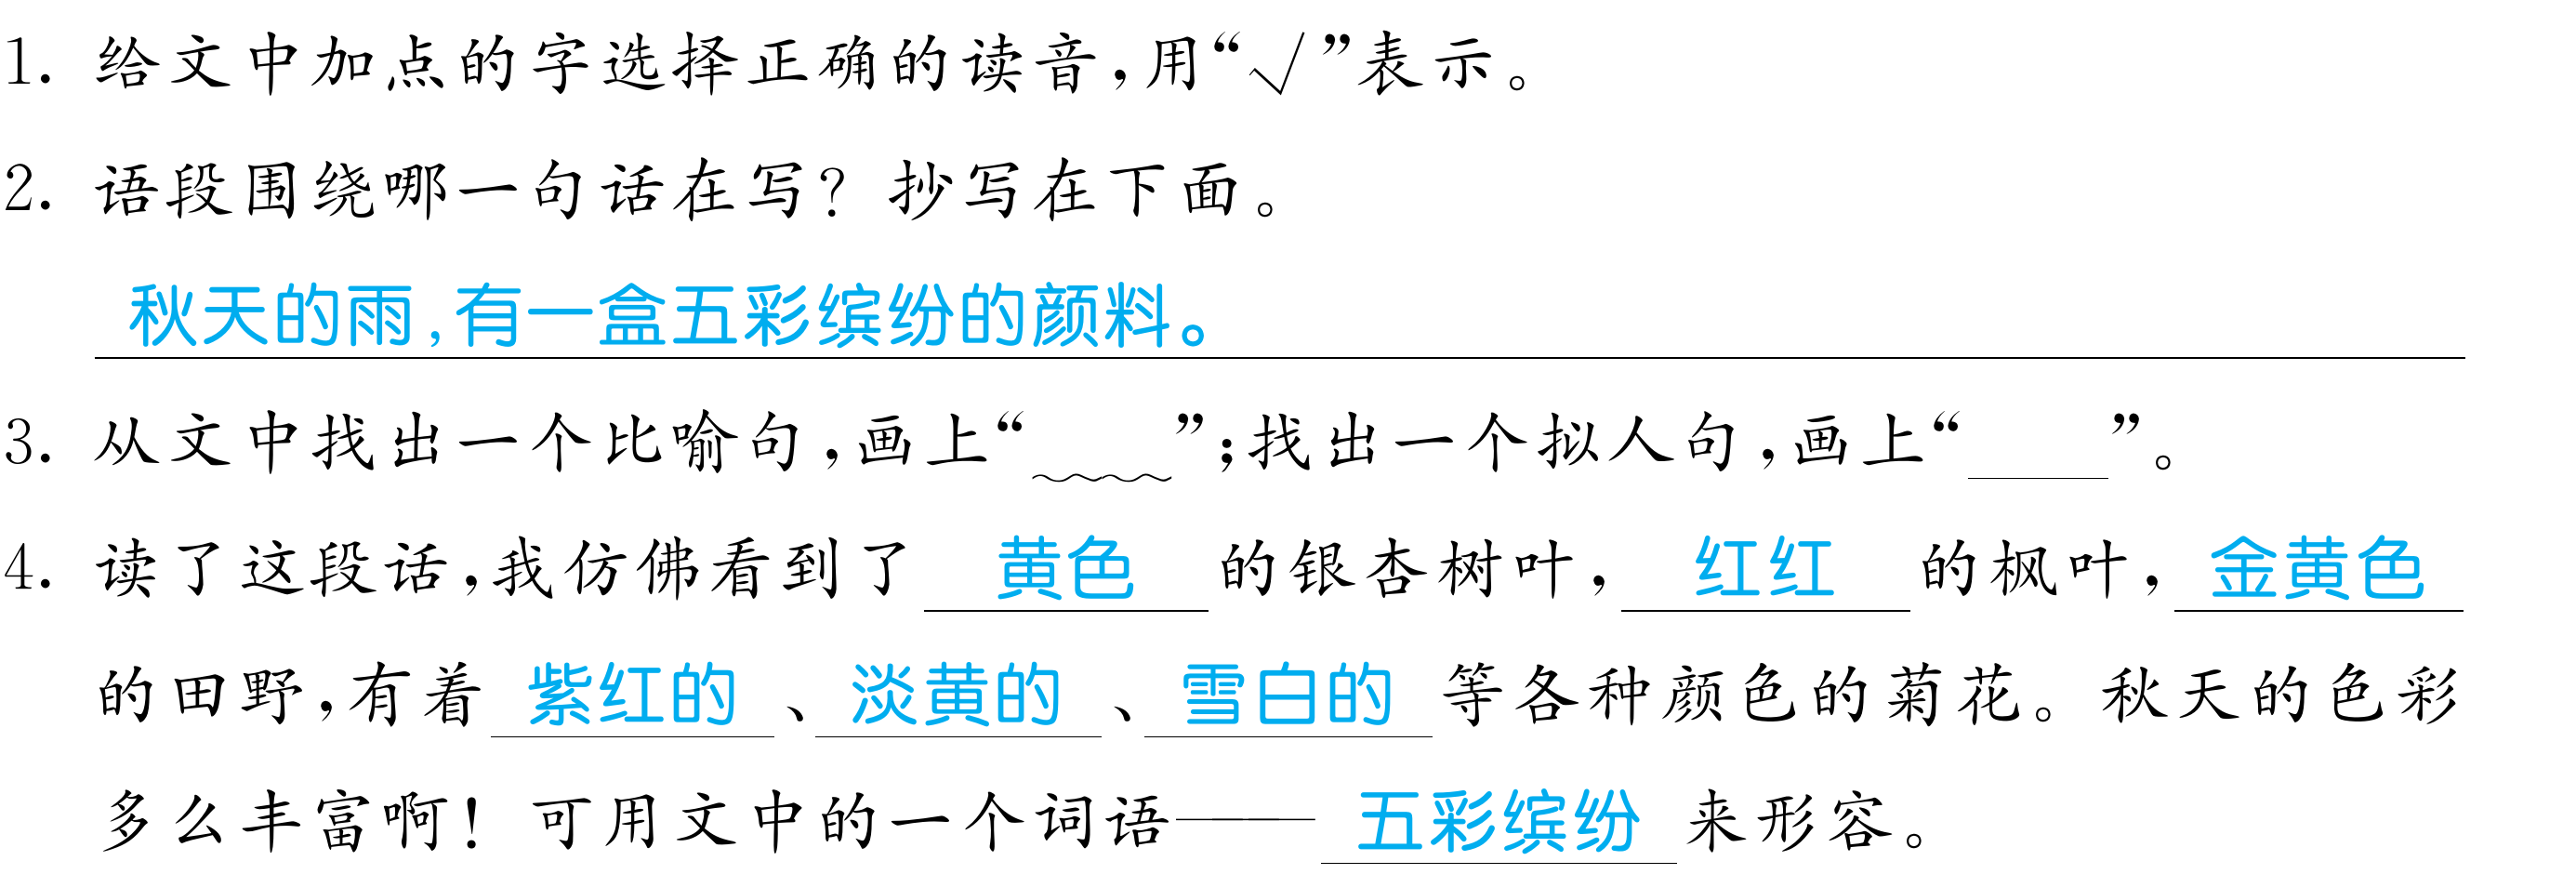 1. 给文中加点的字选择正确的读音,用“√”表示。
2. 语段围绕哪一句话在写? 抄写在下面。
秋天的雨,有一盒五彩缤纷的颜料。
3. 从文中找出一个比喻句,画上“﹏﹏”;找出一个拟人句,画上“____”。
4. 读了这段话,我仿佛看到了 黄色 的银杏树叶, 红红 的枫叶, 金黄色
的田野,有着 紫红的 、 淡黄的 、 雪白的 等各种颜色的菊花。秋天的色彩
多么丰富啊! 可用文中的一个词语—— 五彩缤纷 来形容。